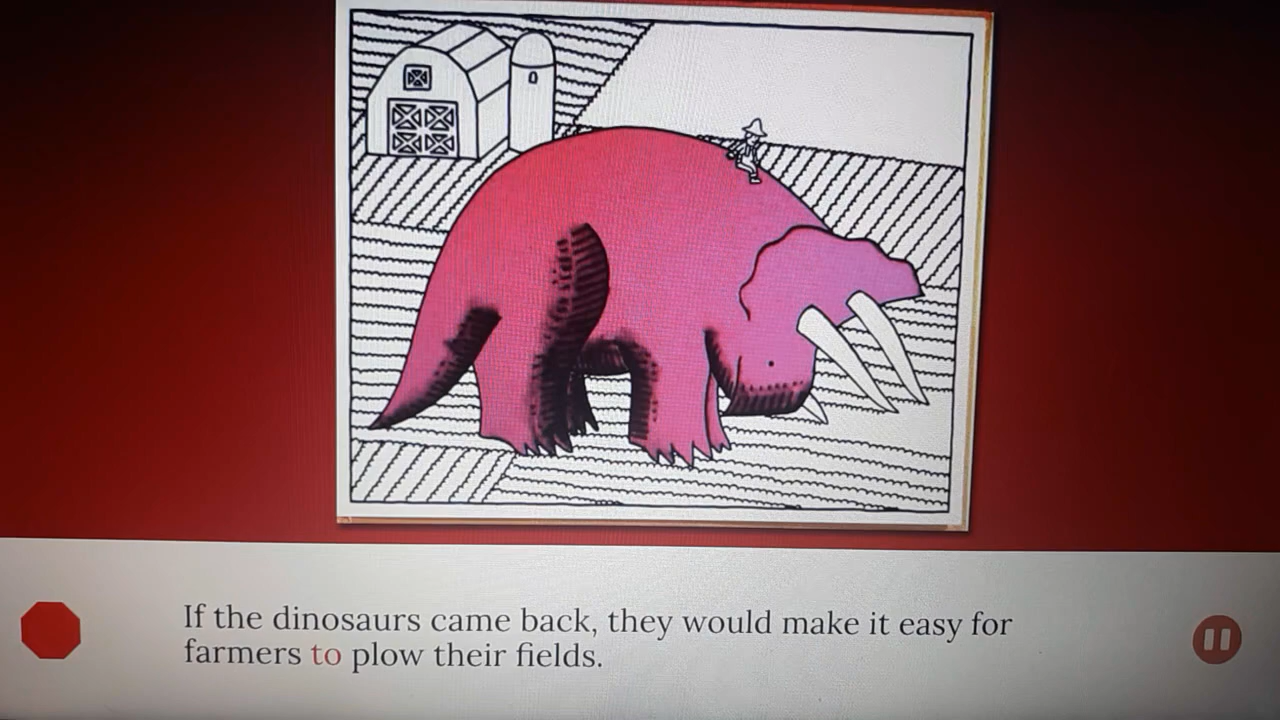 If the dinosaurs came back, they would make it easy for
farmers to plow their fields.